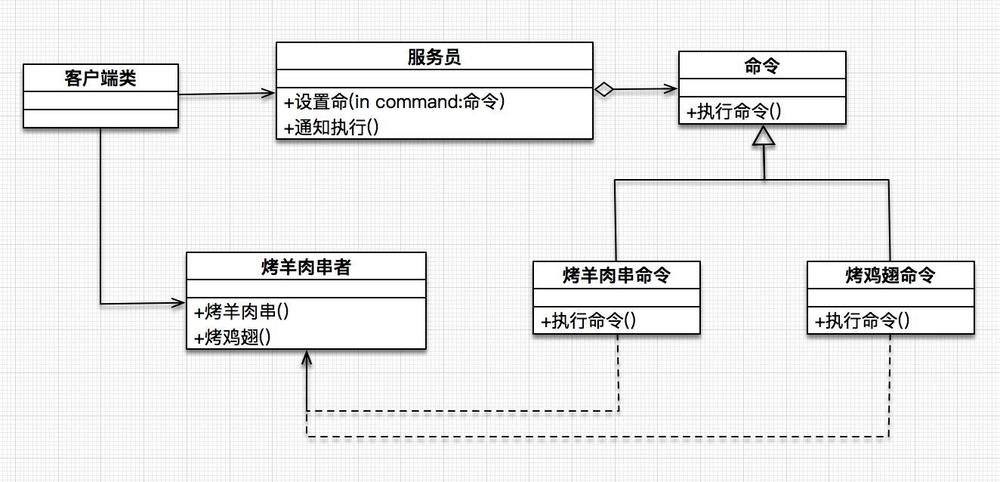 客户端类
服务员
+设置命(in command:命令)
+通知执行()
命令
+执行命令()
烤羊肉串者
+烤羊肉串()
+烤鸡翅()
烤羊肉串命令
+执行命令()
烤鸡翅命令
+执行命令()